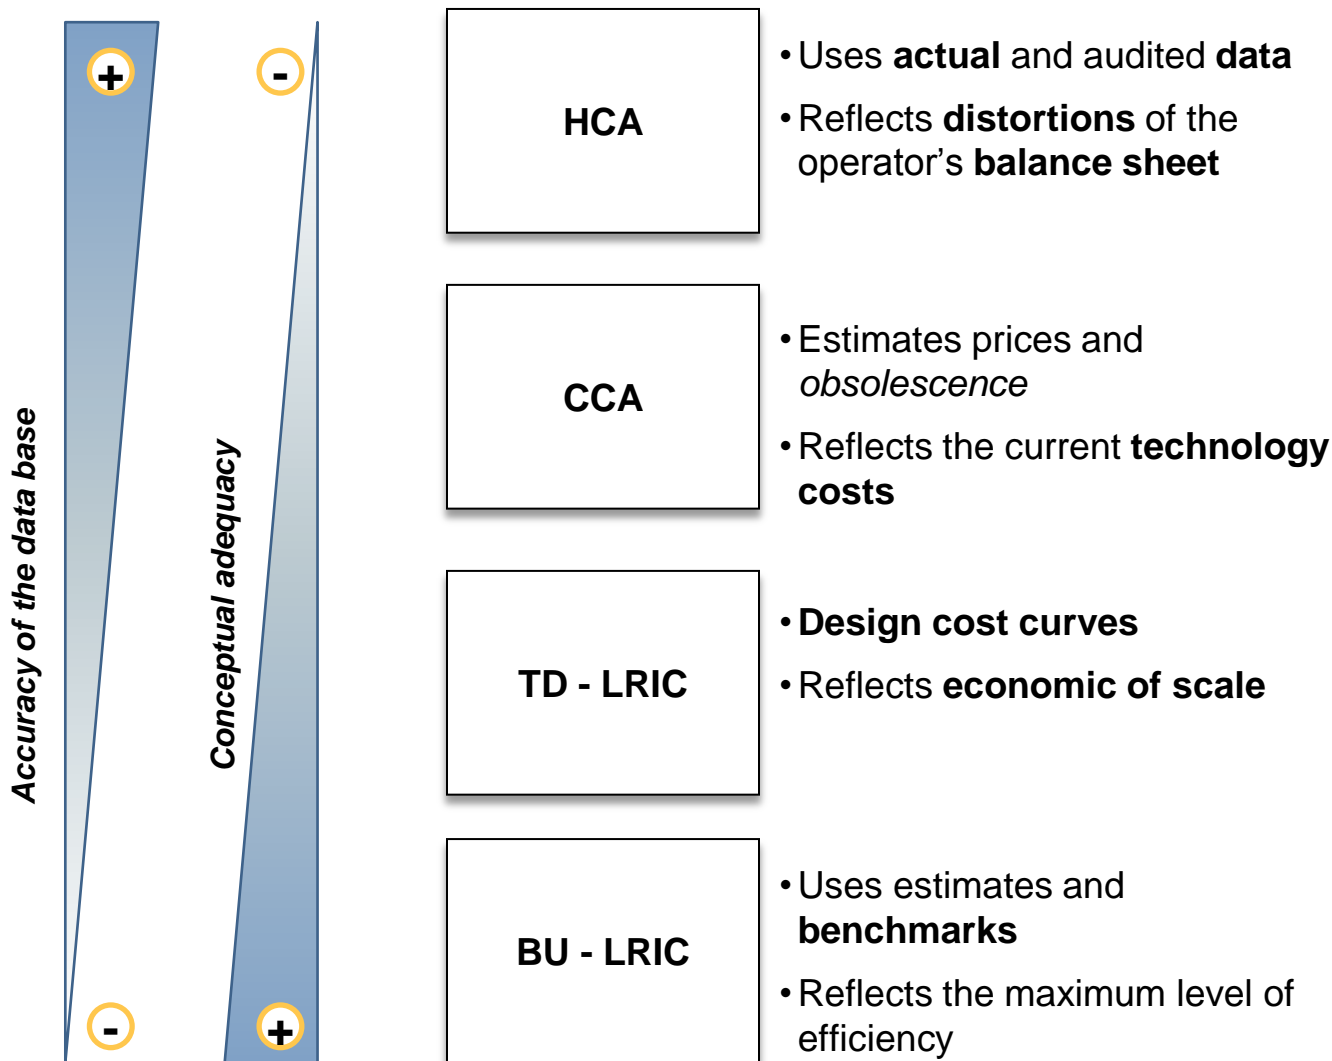 +
-
HCA
• Uses actual and audited data
• Reflects distortions of the
operator’s balance sheet
CCA
• Estimates prices and
obsolescence
• Reflects the current technology
costs
Accuracy of the data base
Conceptual adequacy
TD - LRIC
• Design cost curves
• Reflects economic of scale
BU - LRIC
• Uses estimates and
benchmarks
• Reflects the maximum level of
efficiency
-
+